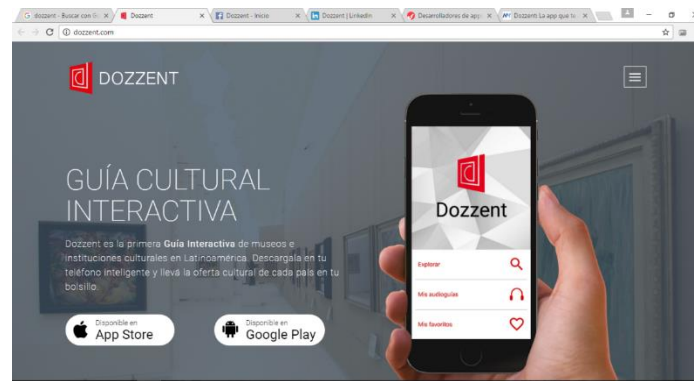 dozzent - Buscar con G
Dozzent
Dozzent - Inicio
Dozzent | LinkedIn
Desarrolladores de app
Dozzent: La app que te
dozzent.com
DOZZENT
GUÍA CULTURAL
INTERACTIVA
Dozzent es la primera Guía Interactiva de museos e
instituciones culturales en Latinoamérica. Descargala en tu
teléfono inteligente y llevá la oferta cultural de cada país en tu
bolsillo.
Disponible en
App Store
Disponible en
Google Play
Dozzent
Explorar
Mis audioguías
Mis favoritos